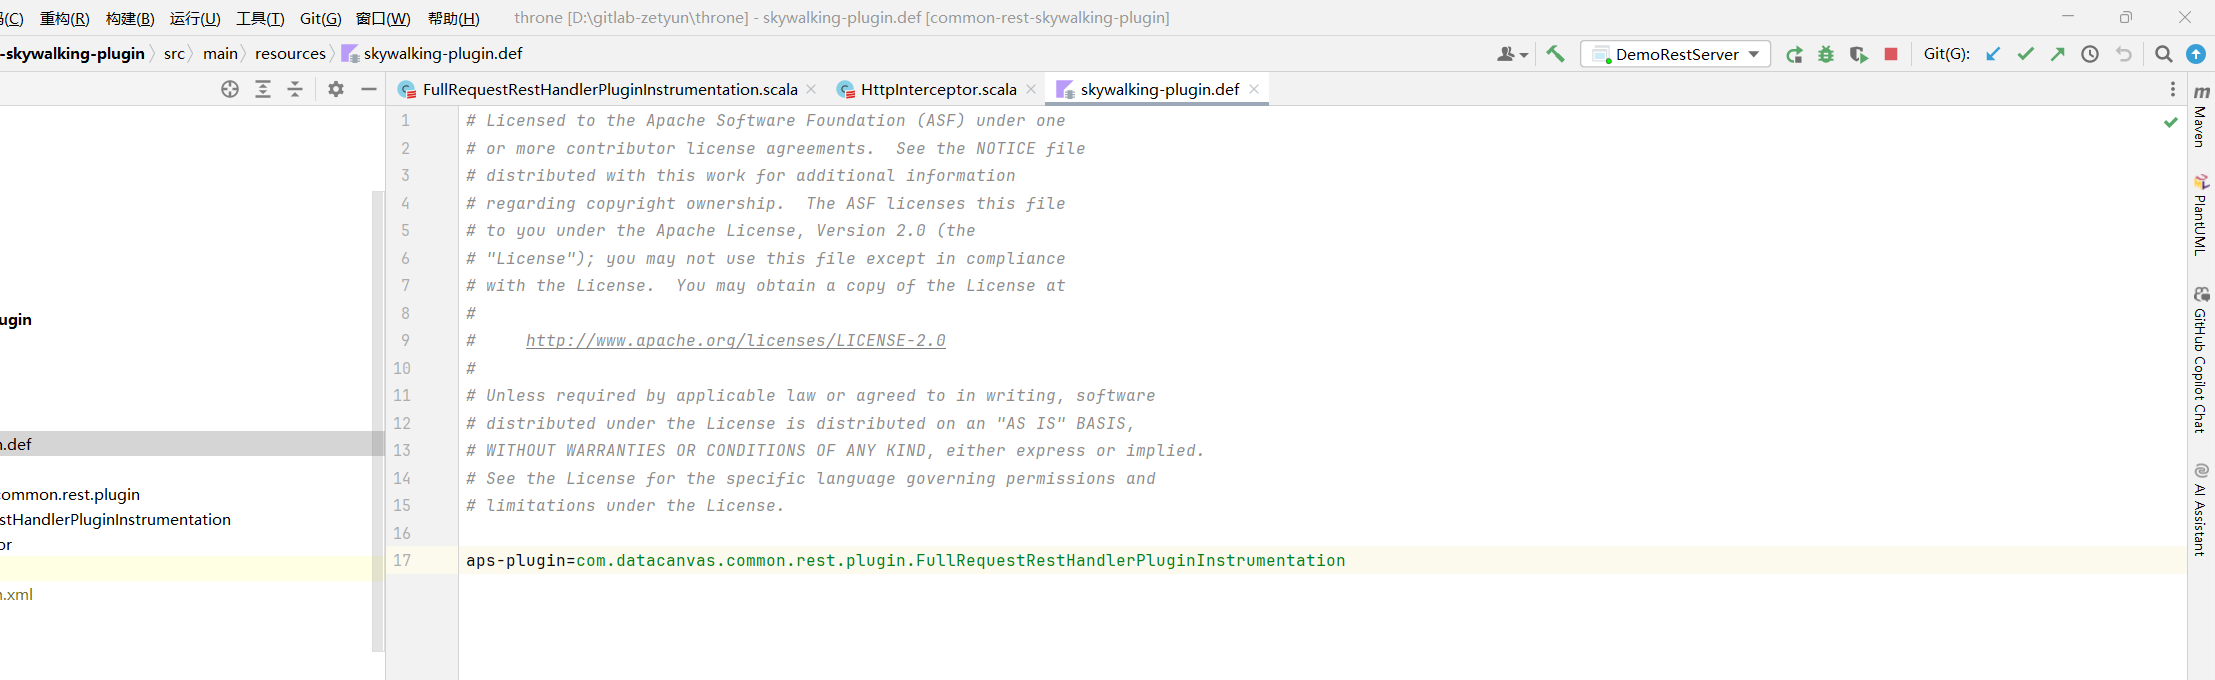 (C) 重构(R) 构建(B) 运行(U) 工具(T) Git(G) 窗口(W) 帮助(H) throne [D:\gitlab-zetyun\throne] - skywalking-plugin.def [common-rest-skywalking-plugin]
-skywalking-plugin src main resources skywalking-plugin.def DemoRestServer Git(G):
FullRequestRestHandlerPluginInstrumentation.scala HttpInterceptor.scala skywalking-plugin.def
1 # Licensed to the Apache Software Foundation (ASF) under one
2 # or more contributor license agreements.  See the NOTICE file
3 # distributed with this work for additional information
4 # regarding copyright ownership.  The ASF licenses this file
5 # to you under the Apache License, Version 2.0 (the
6 # "License"); you may not use this file except in compliance
7 # with the License.  You may obtain a copy of the License at
8 #
9 #     http://www.apache.org/licenses/LICENSE-2.0
10 #
11 # Unless required by applicable law or agreed to in writing, software
12 # distributed under the License is distributed on an "AS IS" BASIS,
13 # WITHOUT WARRANTIES OR CONDITIONS OF ANY KIND, either express or implied.
14 # See the License for the specific language governing permissions and
15 # limitations under the License.
16
17 aps-plugin=com.datacanvas.common.rest.plugin.FullRequestRestHandlerPluginInstrumentation
ugin
.def
ommon.rest.plugin
stHandlerPluginInstrumentation
or
.xml
Maven
PlantUML
GitHub Copilot Chat
AI Assistant